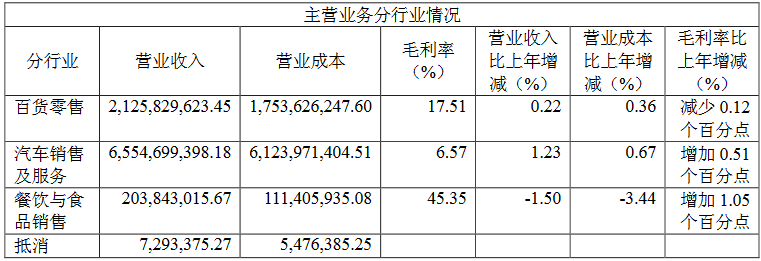 主营业务分行业情况
分行业 营业收入 营业成本 毛利率（%） 营业收入比上年增减（%） 营业成本比上年增减（%） 毛利率比上年增减（%）
百货零售 2,125,829,623.45 1,753,626,247.60 17.51 0.22 0.36 减少 0.12 个百分点
汽车销售及服务 6,554,699,398.18 6,123,971,404.51 6.57 1.23 0.67 增加 0.51 个百分点
餐饮与食品销售 203,843,015.67 111,405,935.08 45.35 -1.50 -3.44 增加 1.05 个百分点
抵消 7,293,375.27 5,476,385.25